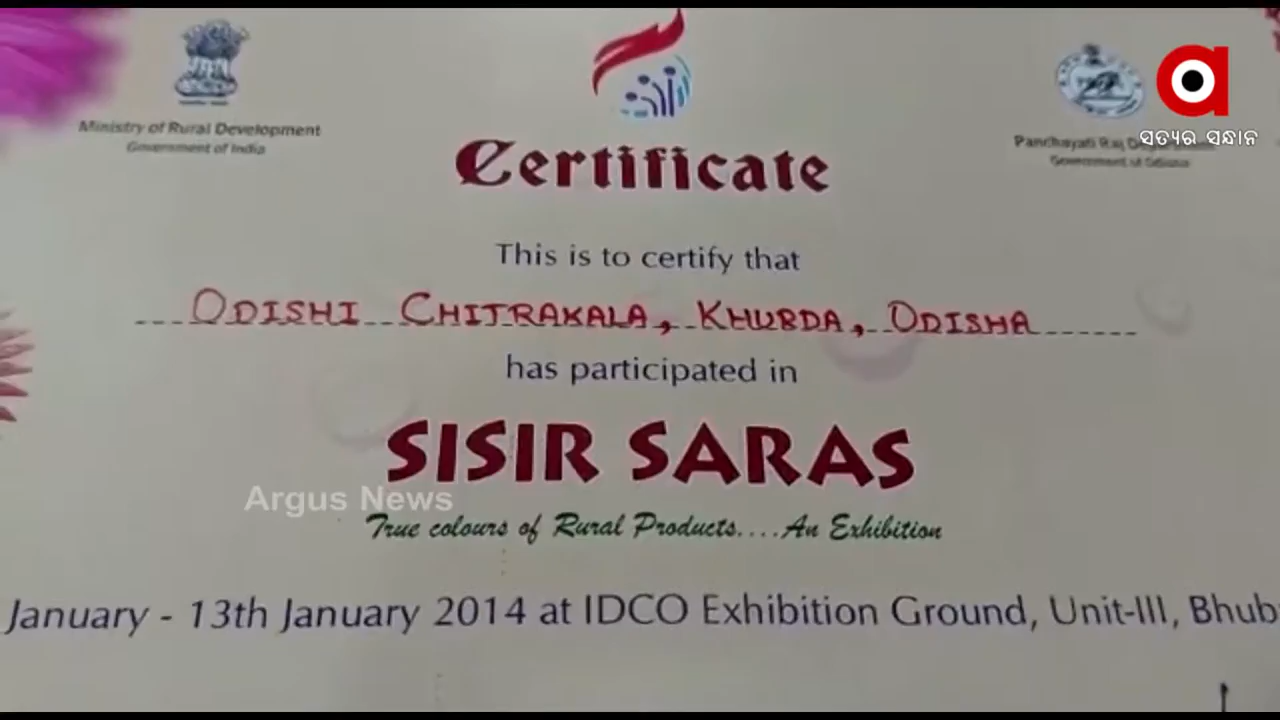 Ministry of Rural Development
Government of India
Panchayati Raj
Government of Odisha
ସତ୍ୟର ସନ୍ଧାନ
Certificate
This is to certify that
ODISHI CHITRAKALA, KHURDA, ODISHA
has participated in
SISIR SARAS
Argus News
True colours of Rural Products....An Exhibition
January - 13th January 2014 at IDCO Exhibition Ground, Unit-III, Bhub